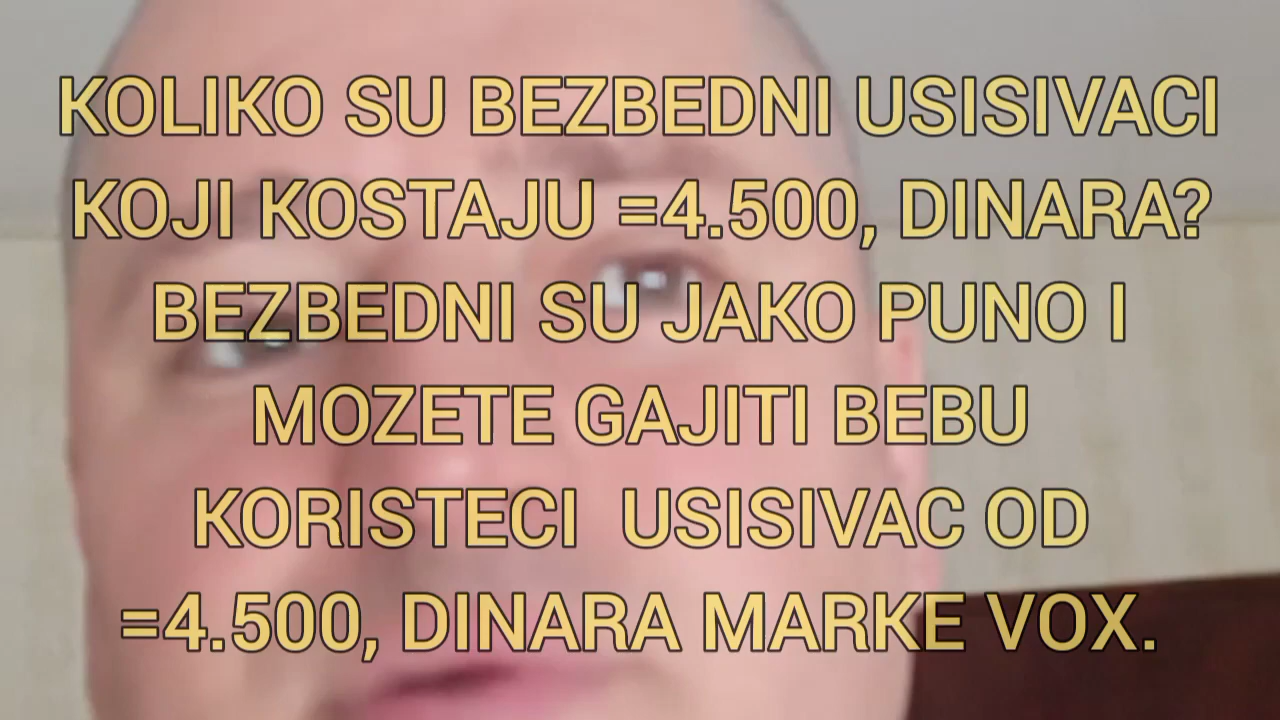 KOLIKO SU BEZBEDNI USISIVACI
KOJI KOSTAJU =4.500, DINARA?
BEZBEDNI SU JAKO PUNO I
MOZETE GAJITI BEBU
KORISTECI  USISIVAC OD
=4.500, DINARA MARKE VOX.